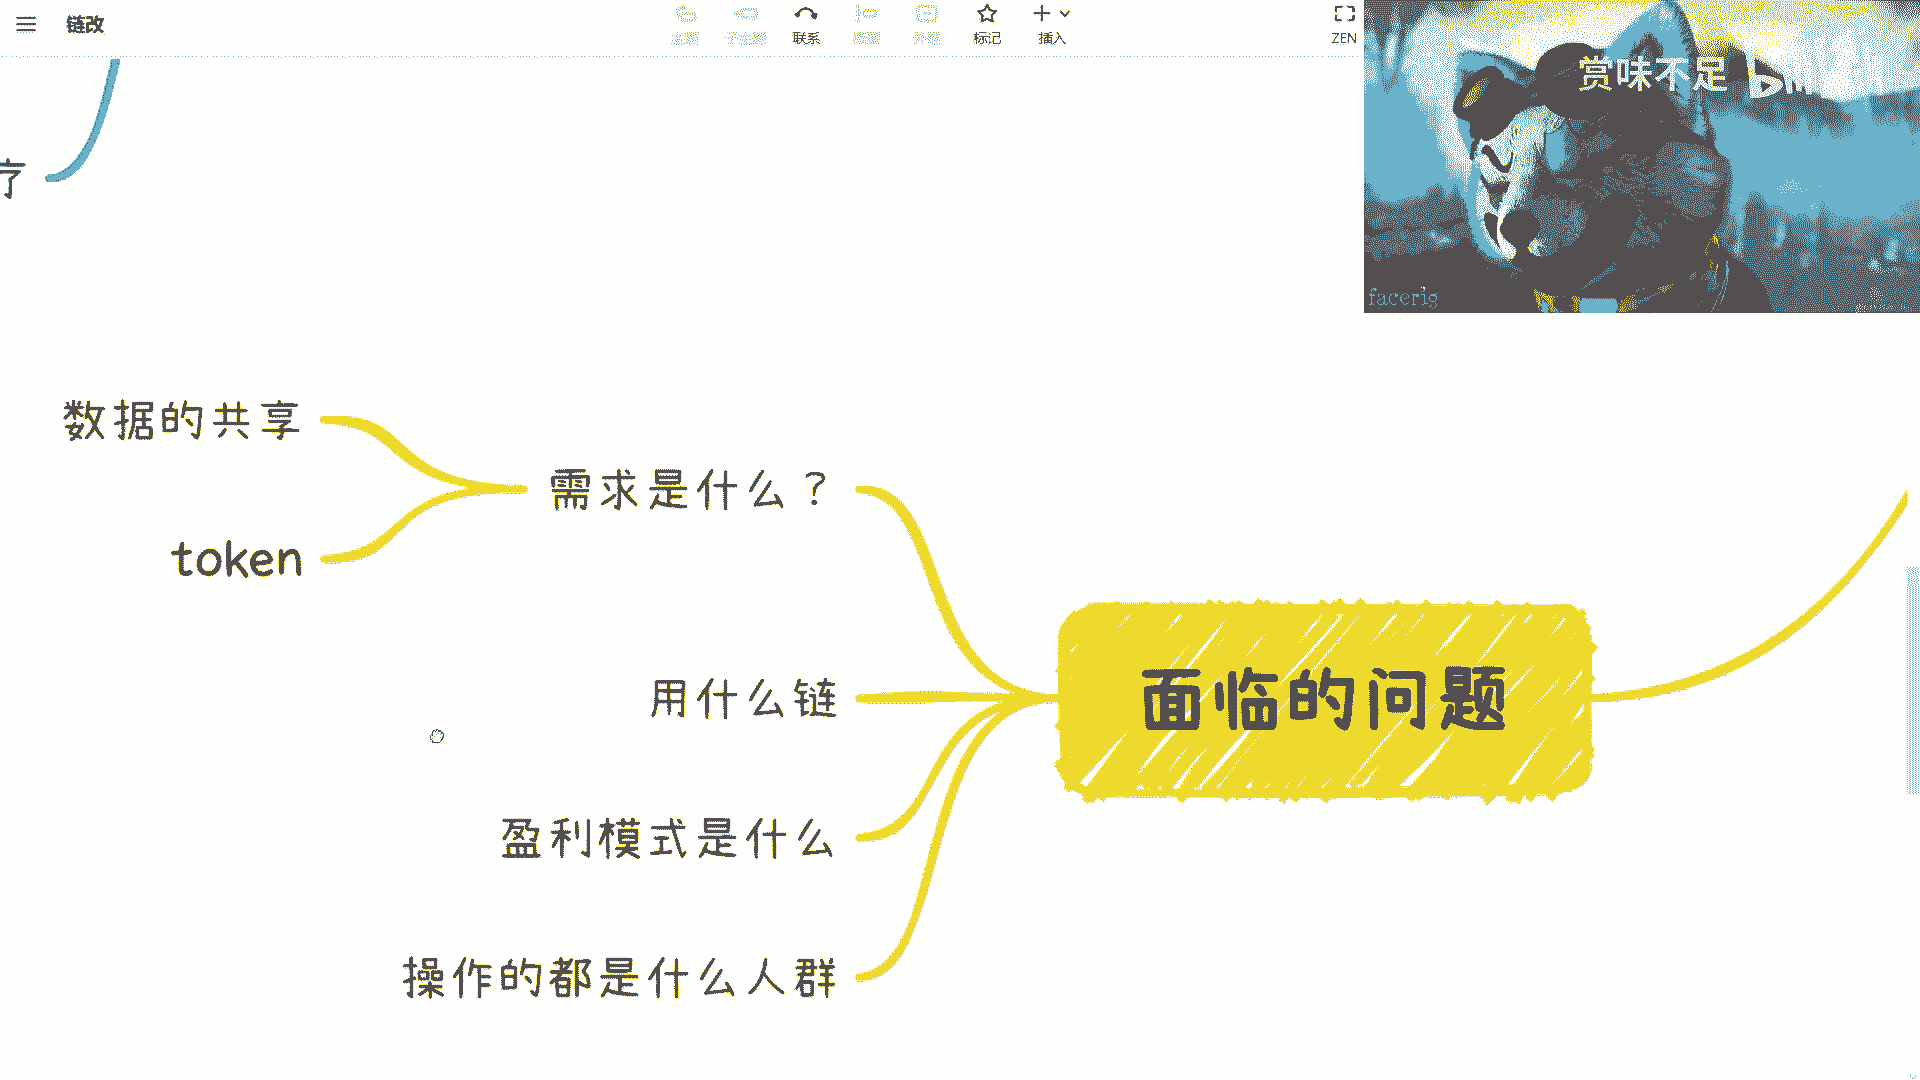 链改
主题
子主题
联系
概要
外框
标记
插入
ZEN
赏味不足
facerig
疗
数据的共享
需求是什么？
token
用什么链
面临的问题
盈利模式是什么
操作的都是什么人群